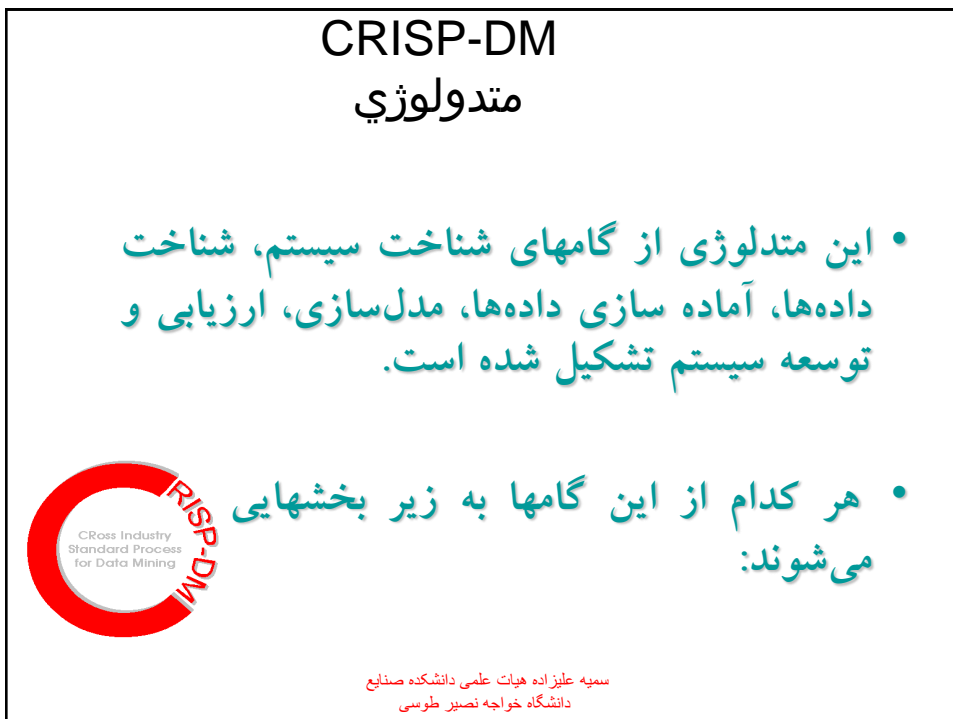 CRISP-DM
متدولوژي
• این متدلوژی از گامهای شناخت سیستم، شناخت
داده‌ها، آماده سازی داده‌ها، مدل‌سازی، ارزیابی و
توسعه سیستم تشکیل شده است.
• هر کدام از این گامها به زیر بخشهایی
می‌شوند:
CRISP-DM
CRoss Industry
Standard Process
for Data Mining
سمیه علیزاده هیات علمی دانشکده صنایع
دانشگاه خواجه نصیر طوسی